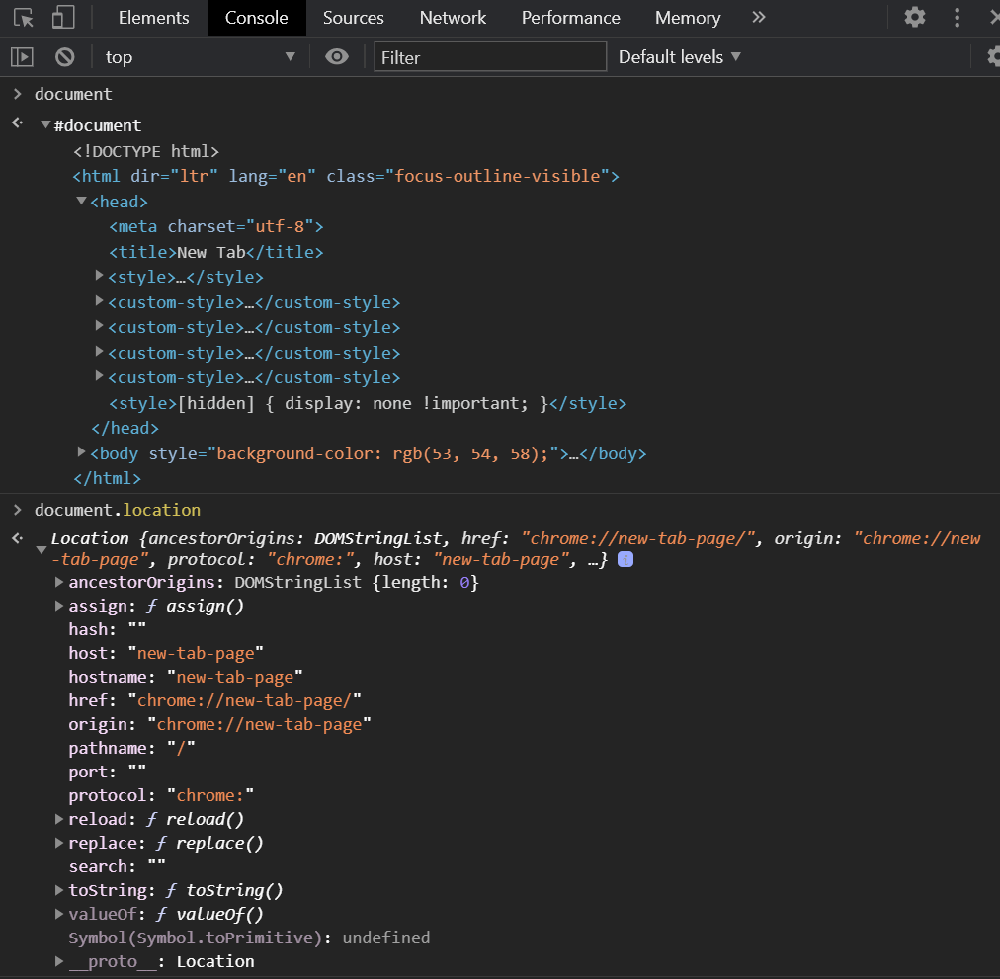 Elements Console Sources Network Performance Memory »
top Filter Default levels
> document
#document
<!DOCTYPE html>
<html dir="ltr" lang="en" class="focus-outline-visible">
<head>
<meta charset="utf-8">
<title>New Tab</title>
<style>…</style>
<custom-style>…</custom-style>
<custom-style>…</custom-style>
<custom-style>…</custom-style>
<custom-style>…</custom-style>
<style>[hidden] { display: none !important; }</style>
</head>
<body style="background-color: rgb(53, 54, 58);">…</body>
</html>
> document.location
Location {ancestorOrigins: DOMStringList, href: "chrome://new-tab-page/", origin: "chrome://new
-tab-page", protocol: "chrome:", host: "new-tab-page", …} i
ancestorOrigins: DOMStringList {length: 0}
assign: ƒ assign()
hash: ""
host: "new-tab-page"
hostname: "new-tab-page"
href: "chrome://new-tab-page/"
origin: "chrome://new-tab-page"
pathname: "/"
port: ""
protocol: "chrome:"
reload: ƒ reload()
replace: ƒ replace()
search: ""
toString: ƒ toString()
valueOf: ƒ valueOf()
Symbol(Symbol.toPrimitive): undefined
__proto__: Location